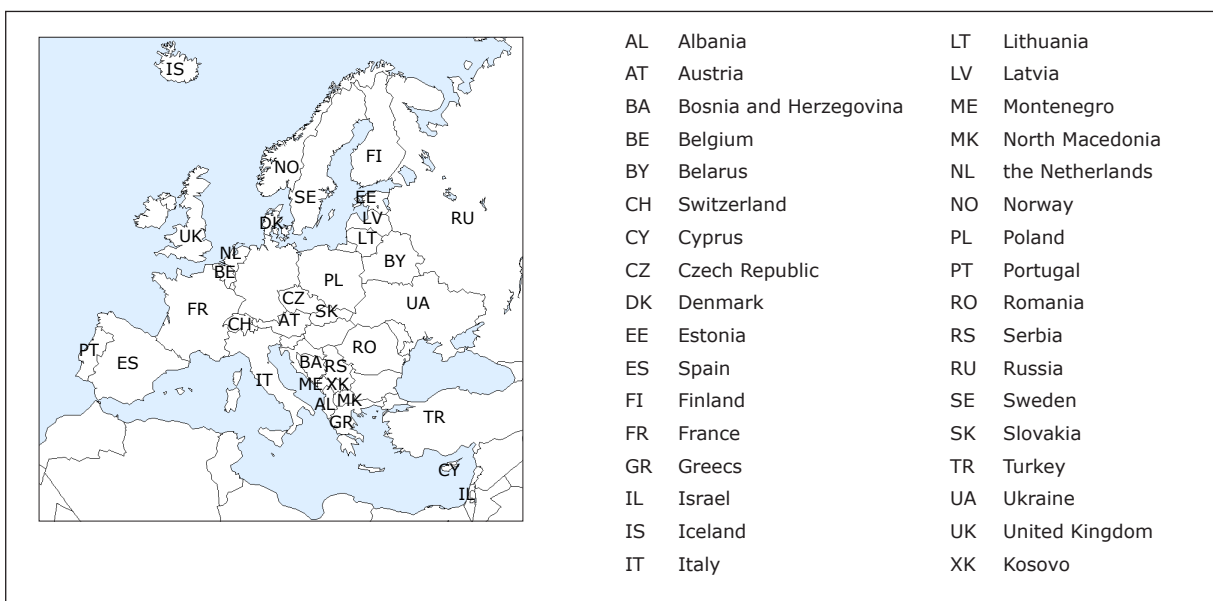 IS
NO
FI
SE
EE
RU
LV
DK
LT
UK
NL
BY
BE
PL
CZ
UA
FR
SK
AT
CH
RO
PT
BA
ES
RS
IT
ME
XK
MK
AL
TR
GR
CY
IL
AL Albania
AT Austria
BA Bosnia and Herzegovina
BE Belgium
BY Belarus
CH Switzerland
CY Cyprus
CZ Czech Republic
DK Denmark
EE Estonia
ES Spain
FI Finland
FR France
GR Greecs
IL Israel
IS Iceland
IT Italy
LT Lithuania
LV Latvia
ME Montenegro
MK North Macedonia
NL the Netherlands
NO Norway
PL Poland
PT Portugal
RO Romania
RS Serbia
RU Russia
SE Sweden
SK Slovakia
TR Turkey
UA Ukraine
UK United Kingdom
XK Kosovo